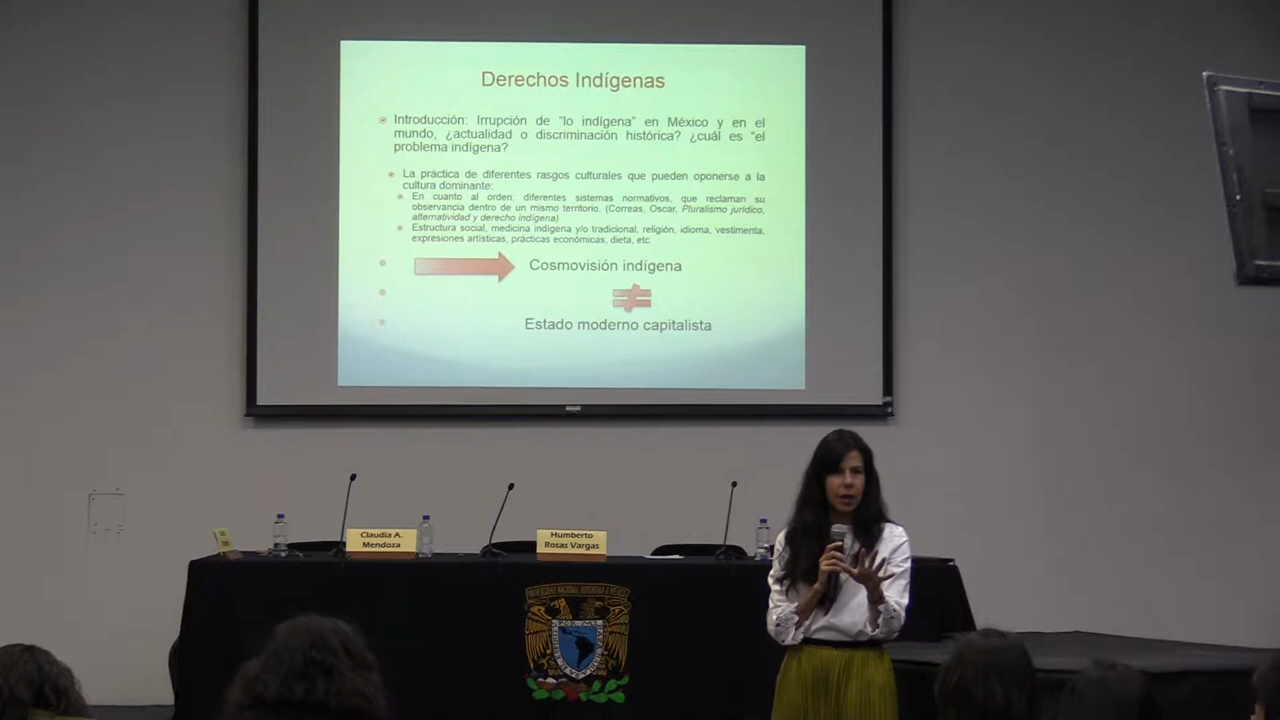 Derechos Indígenas
Introducción: Irrupción de "lo indígena" en México y en el
mundo, ¿actualidad o discriminación histórica? ¿cuál es "el
problema indígena?
La práctica de diferentes rasgos culturales que pueden oponerse a la
cultura dominante:
En cuanto al orden: diferentes sistemas normativos, que reclaman su
observancia dentro de un mismo territorio. (Correas, Oscar, Pluralismo jurídico,
alternatividad y derecho indígena)
Estructura social, medicina indígena y/o tradicional, religión, idioma, vestimenta,
expresiones artísticas, prácticas económicas, dieta, etc
Cosmovisión indígena
≠
Estado moderno capitalista
Claudia A.
Mendoza
Humberto
Rosas Vargas